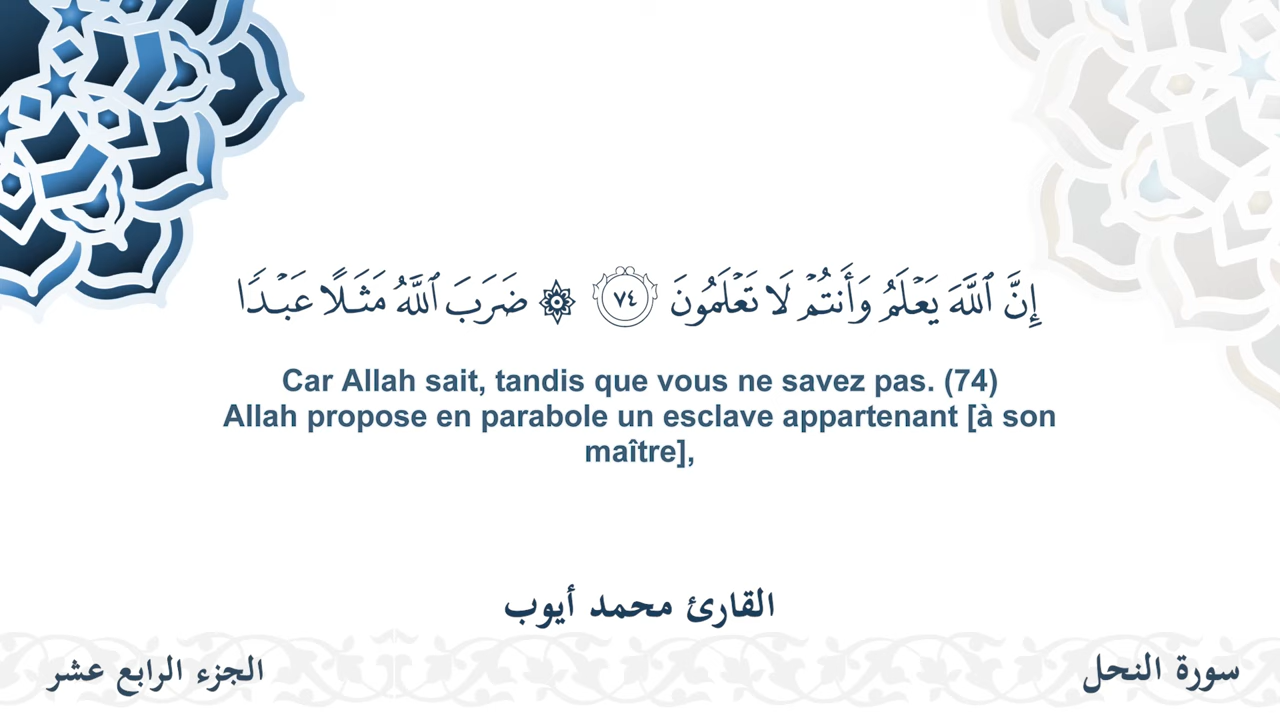 إِنَّ ٱللَّهَ يَعۡلَمُ وَأَنتُمۡ لَا تَعۡلَمُونَ ٧٤ ۞ ضَرَبَ ٱللَّهُ مَثَلًا عَبۡدٗا
Car Allah sait, tandis que vous ne savez pas. (74)
Allah propose en parabole un esclave appartenant [à son
maître],
القارئ محمد أيوب
سورة النحل
الجزء الرابع عشر